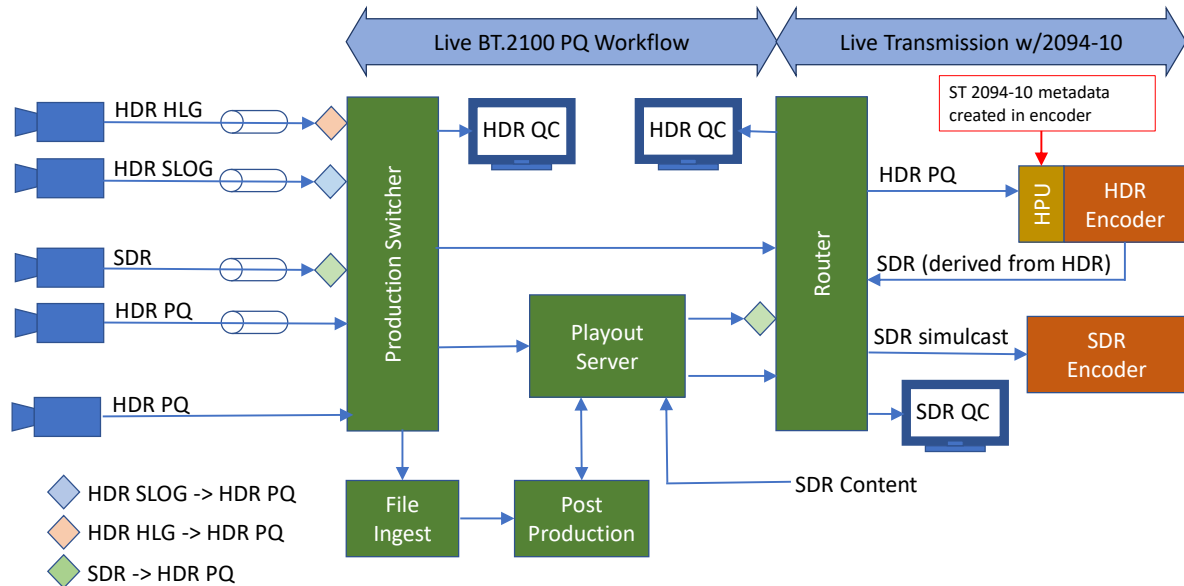 Live BT.2100 PQ Workflow
Live Transmission w/2094-10
ST 2094-10 metadata
created in encoder
HDR HLG
HDR SLOG
SDR
HDR PQ
HDR PQ
Production Switcher
HDR QC
HDR QC
Router
HDR PQ
HPU
HDR
Encoder
SDR (derived from HDR)
Playout
Server
SDR simulcast
SDR
Encoder
SDR QC
SDR Content
File
Ingest
Post
Production
HDR SLOG -> HDR PQ
HDR HLG -> HDR PQ
SDR -> HDR PQ